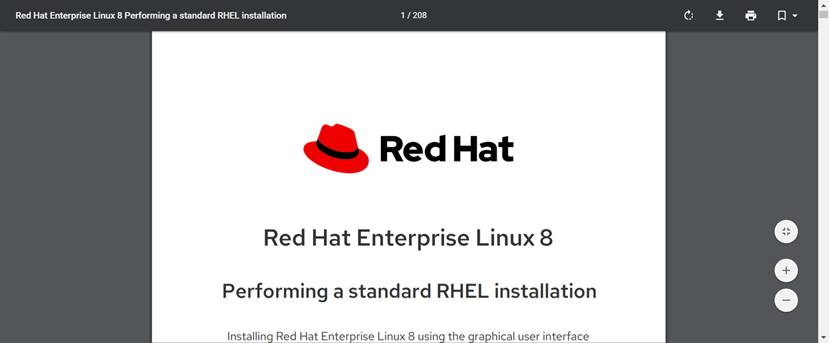 Red Hat Enterprise Linux 8 Performing a standard RHEL installation
1 / 208
Red Hat
Red Hat Enterprise Linux 8
Performing a standard RHEL installation
Installing Red Hat Enterprise Linux 8 using the graphical user interface